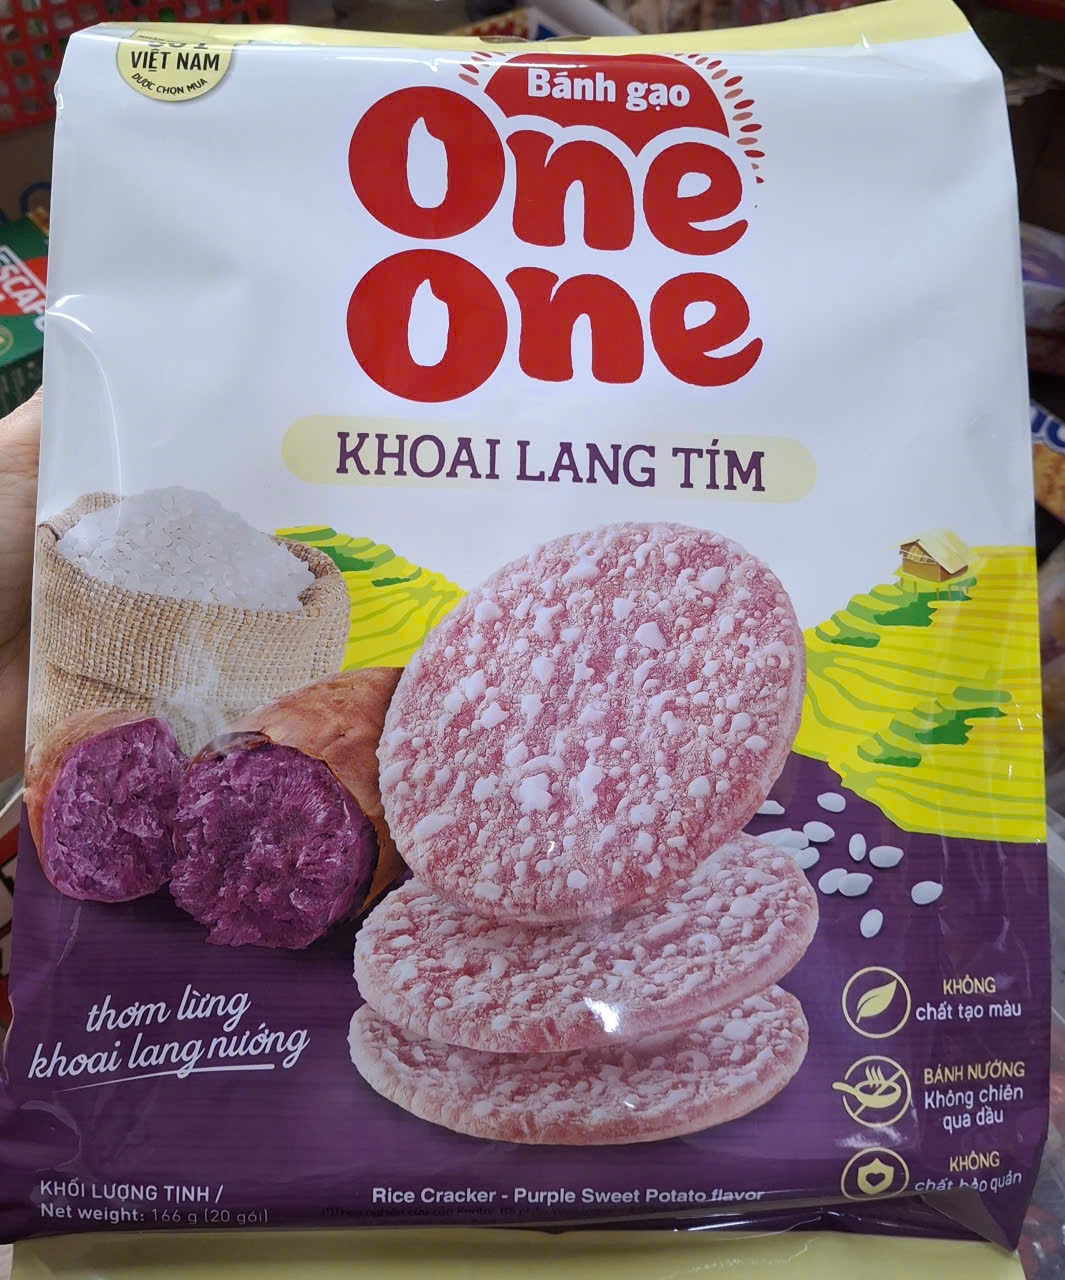 VIỆT NAM
ĐƯỢC CHỌN MUA
Bánh gạo
One
One
KHOAI LANG TÍM
thơm lừng
khoai lang nướng
KHÔNG
chất tạo màu
BÁNH NƯỚNG
Không chiên
qua dầu
KHÔNG
chất bảo quản
KHỐI LƯỢNG TỊNH /
Net weight: 166 g (20 gói)
Rice Cracker - Purple Sweet Potato flavor